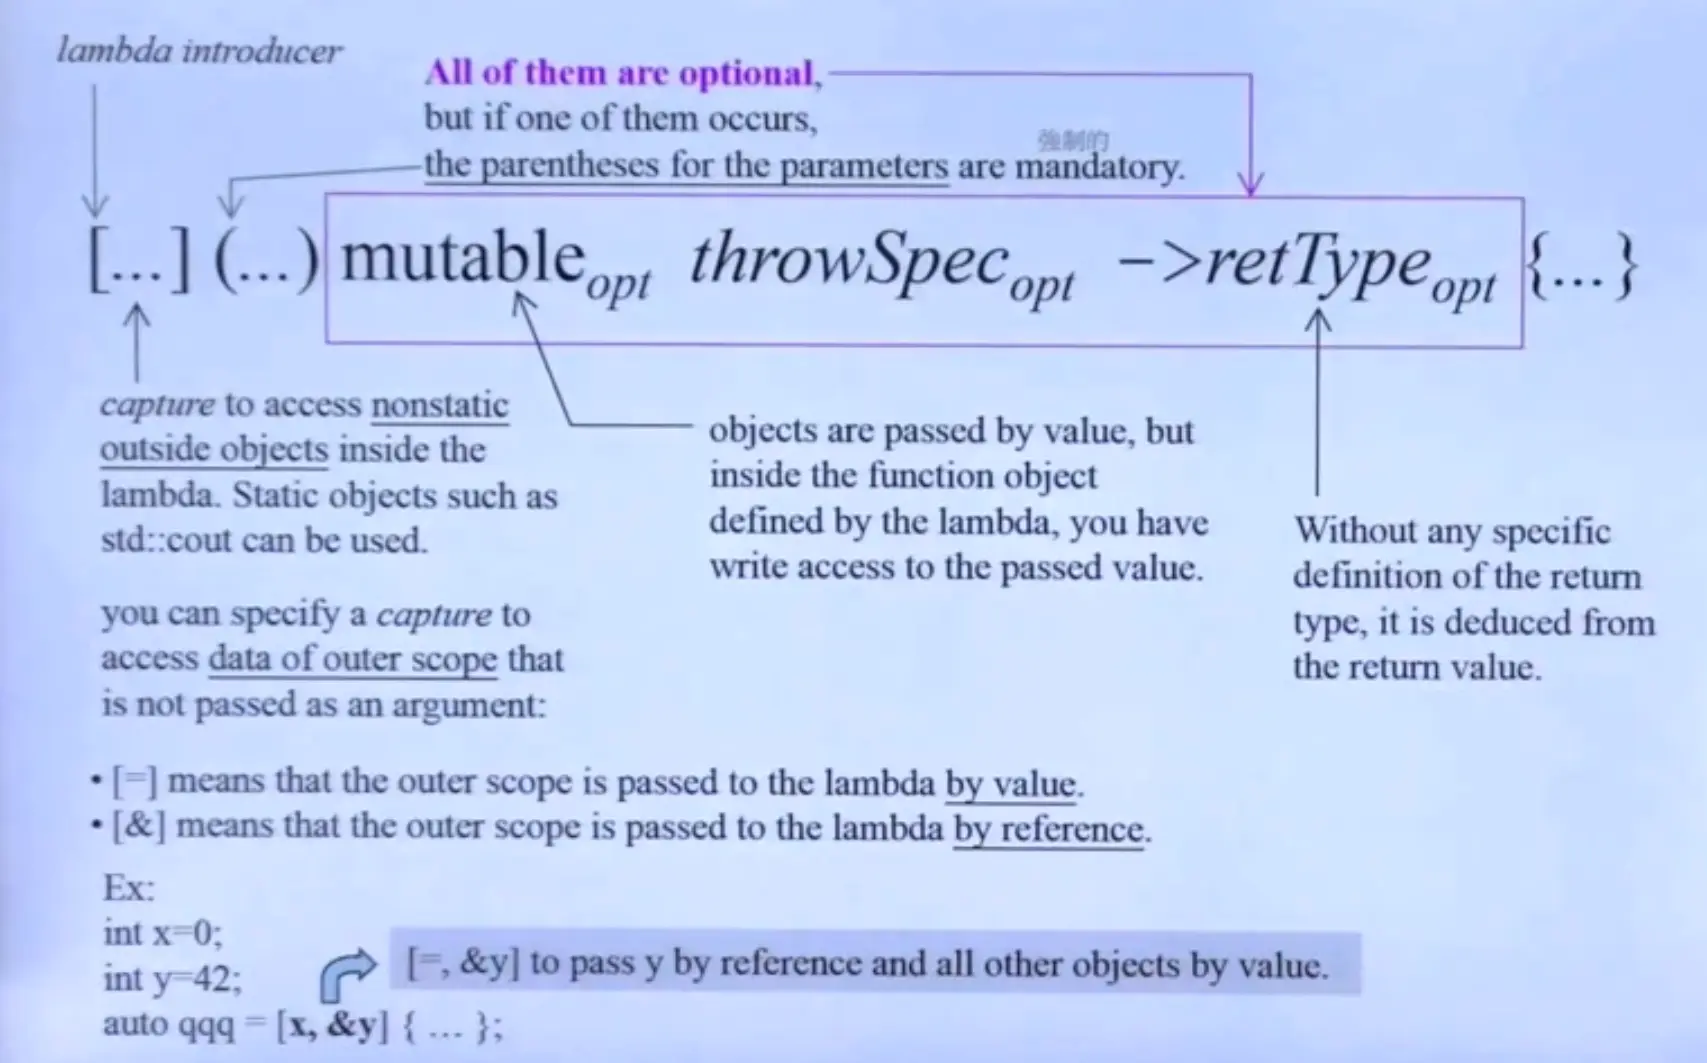 lambda introducer
All of them are optional,
but if one of them occurs,
強制的
the parentheses for the parameters are mandatory.
[...] (...) mutable opt throwSpec opt ->retType opt {...}
capture to access nonstatic
outside objects inside the
lambda. Static objects such as
std::cout can be used.
objects are passed by value, but
inside the function object
defined by the lambda, you have
write access to the passed value.
Without any specific
definition of the return
type, it is deduced from
the return value.
you can specify a capture to
access data of outer scope that
is not passed as an argument:
• [=] means that the outer scope is passed to the lambda by value.
• [&] means that the outer scope is passed to the lambda by reference.
Ex:
int x=0;
int y=42;
[=, &y] to pass y by reference and all other objects by value.
auto qqq = [x, &y] { ... };